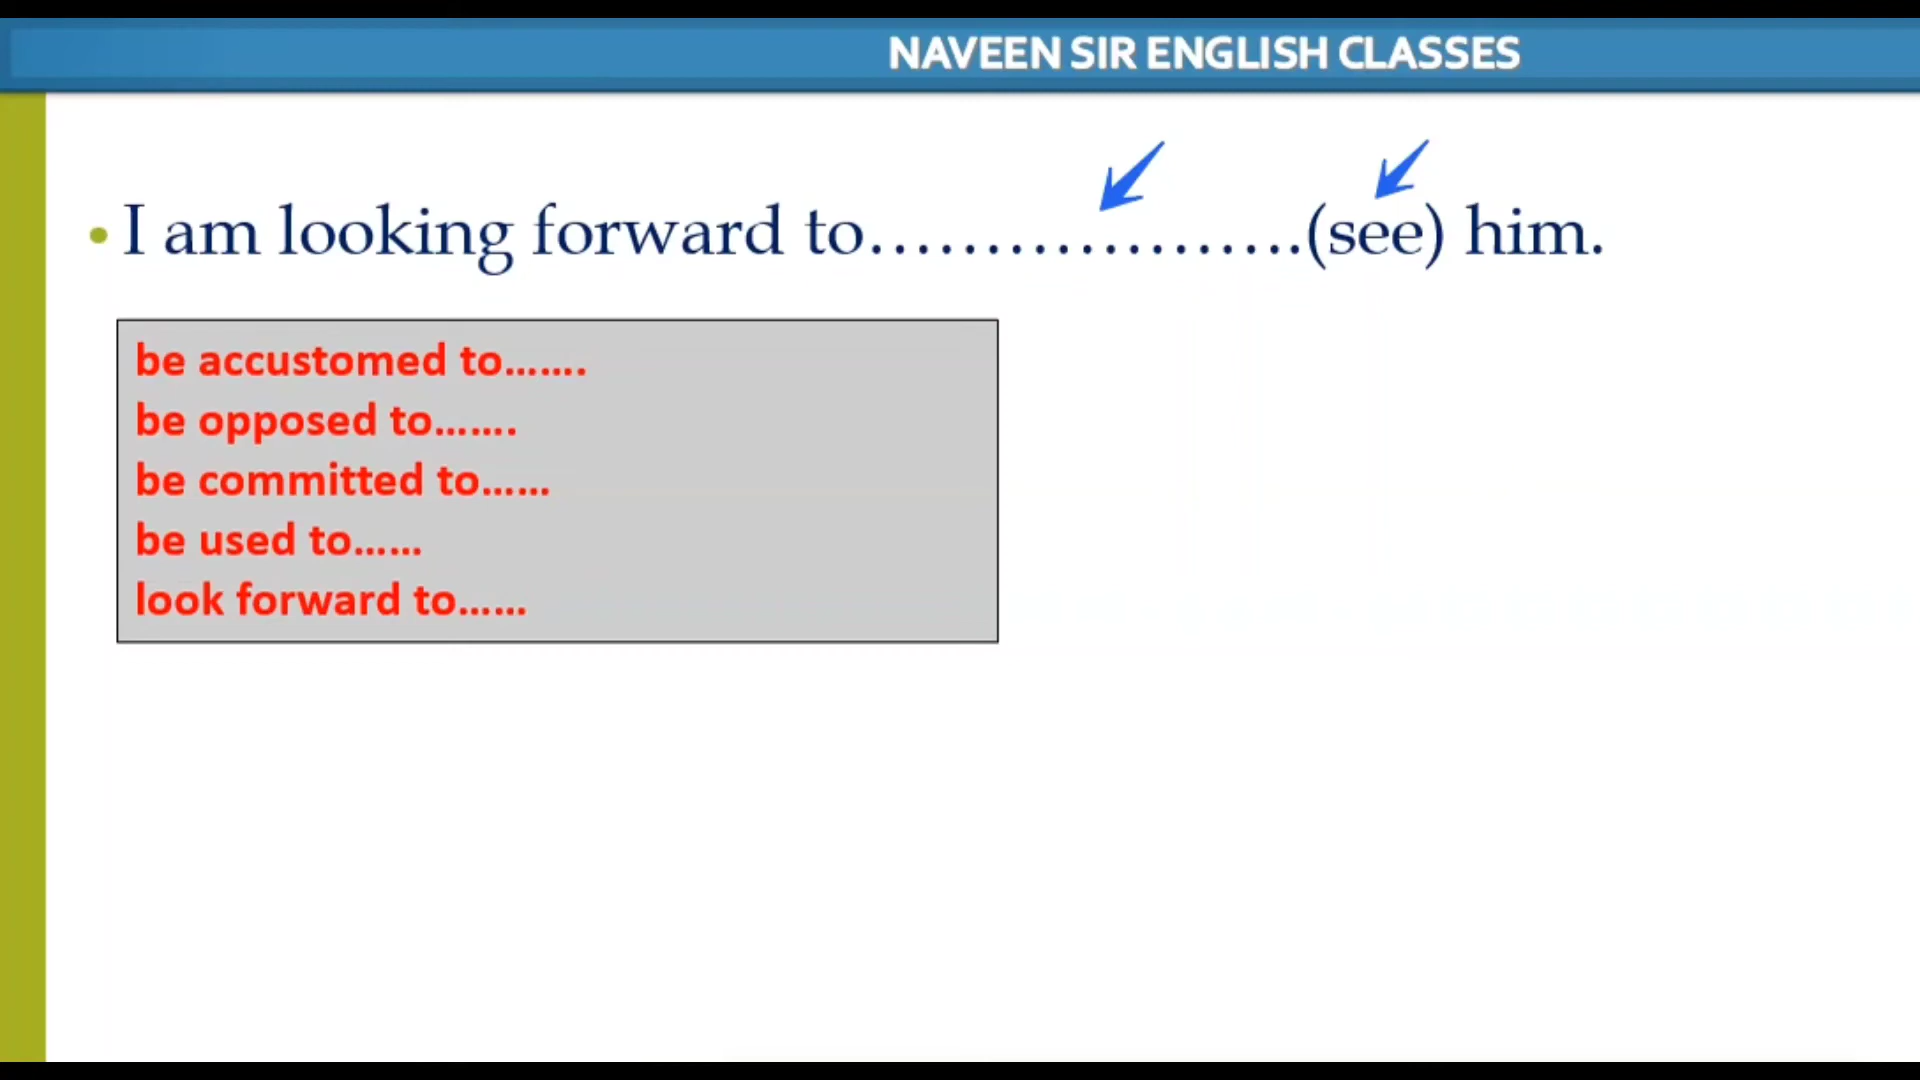 NAVEEN SIR ENGLISH CLASSES
• I am looking forward to...................(see) him.
be accustomed to.......
be opposed to.......
be committed to......
be used to......
look forward to......